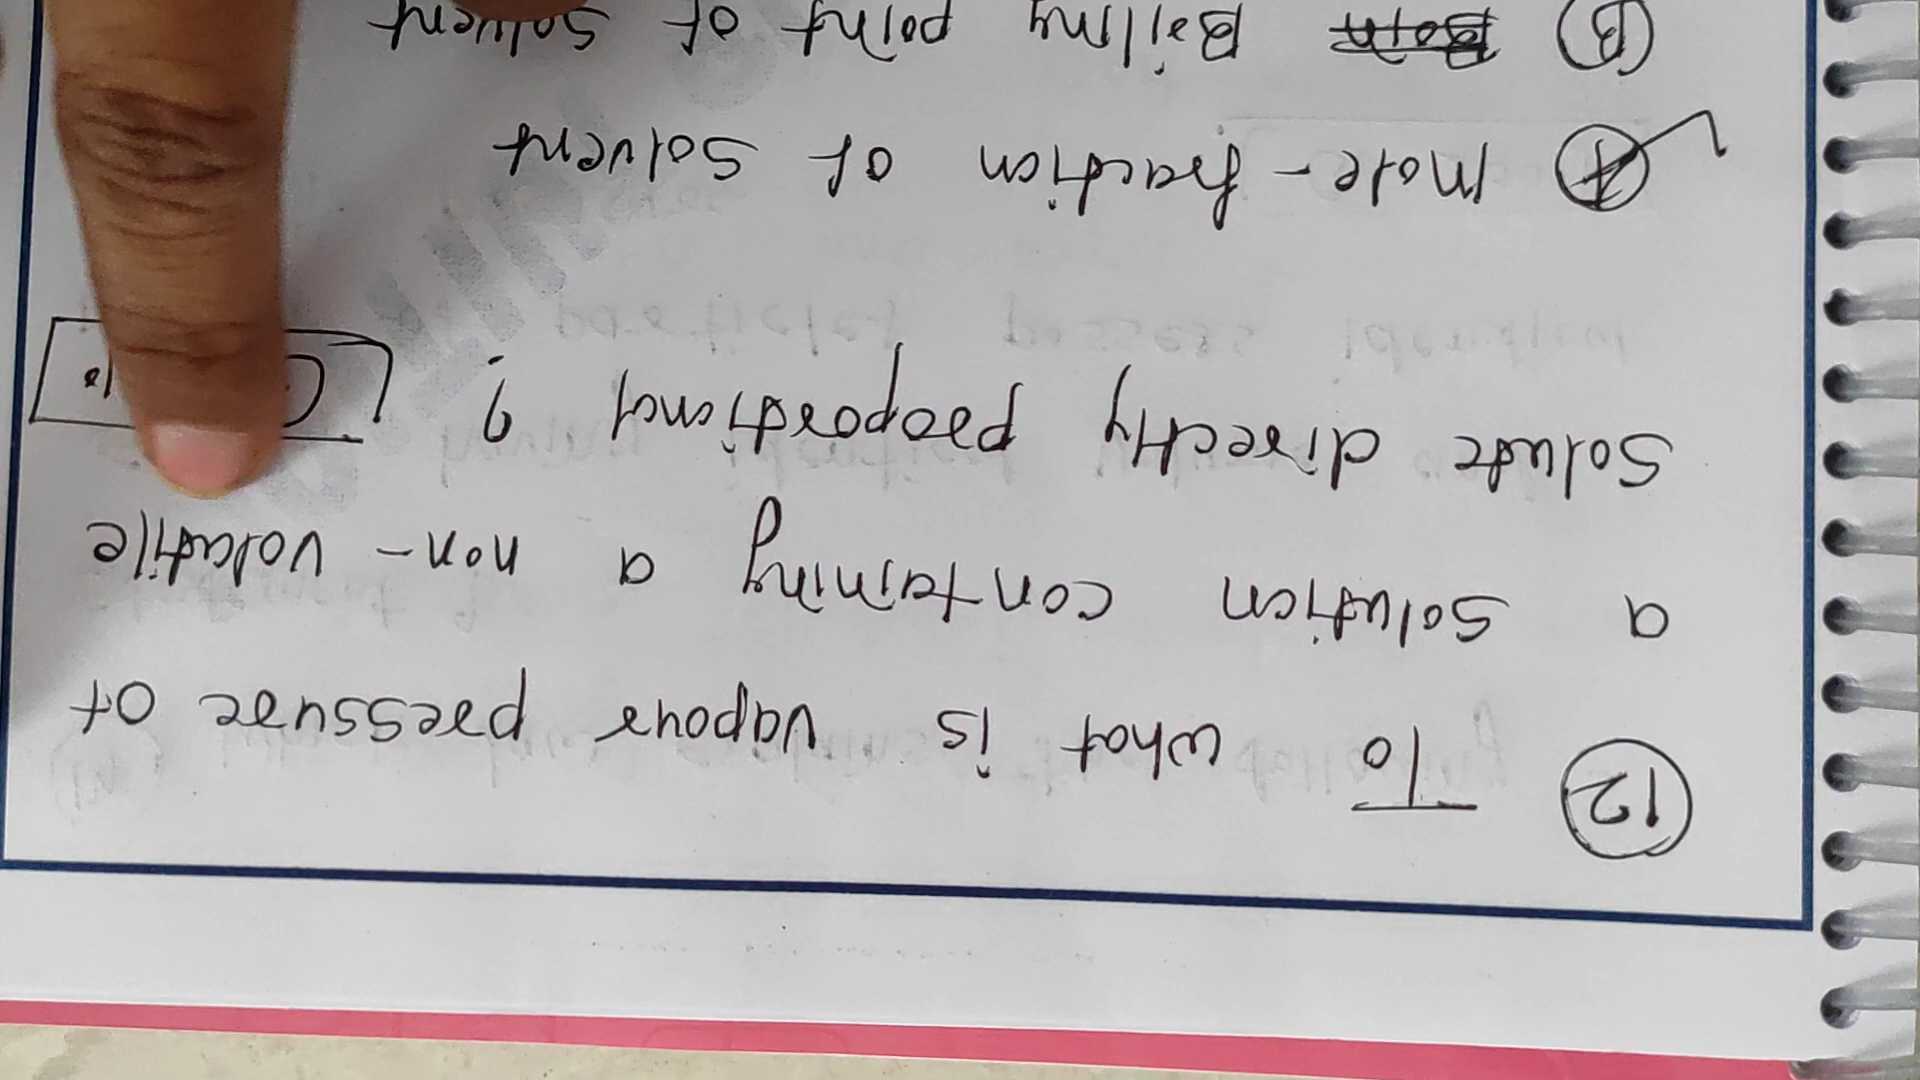 12 To what is vapour pressure of
a solution containing a non-volatile
solute directly proportional ?
A mole-fraction of solvent
B Boiling point of solvent